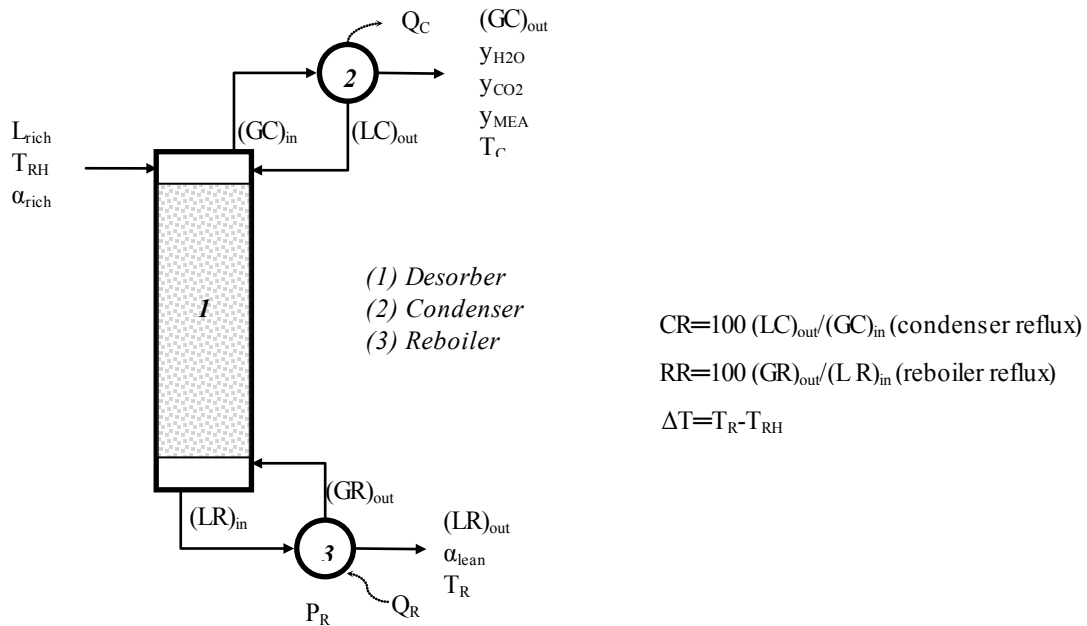 Q_C
(GC)_out
y_H2O
y_CO2
y_MEA
T_C
2
(GC)_in
(LC)_out
L_rich
T_RH
α_rich
1
(1) Desorber
(2) Condenser
(3) Reboiler
CR=100 (LC)_out/(GC)_in (condenser reflux)
RR=100 (GR)_out/(L R)_in (reboiler reflux)
ΔT=T_R-T_RH
(GR)_out
(LR)_in
3
(LR)_out
α_lean
T_R
Q_R
P_R